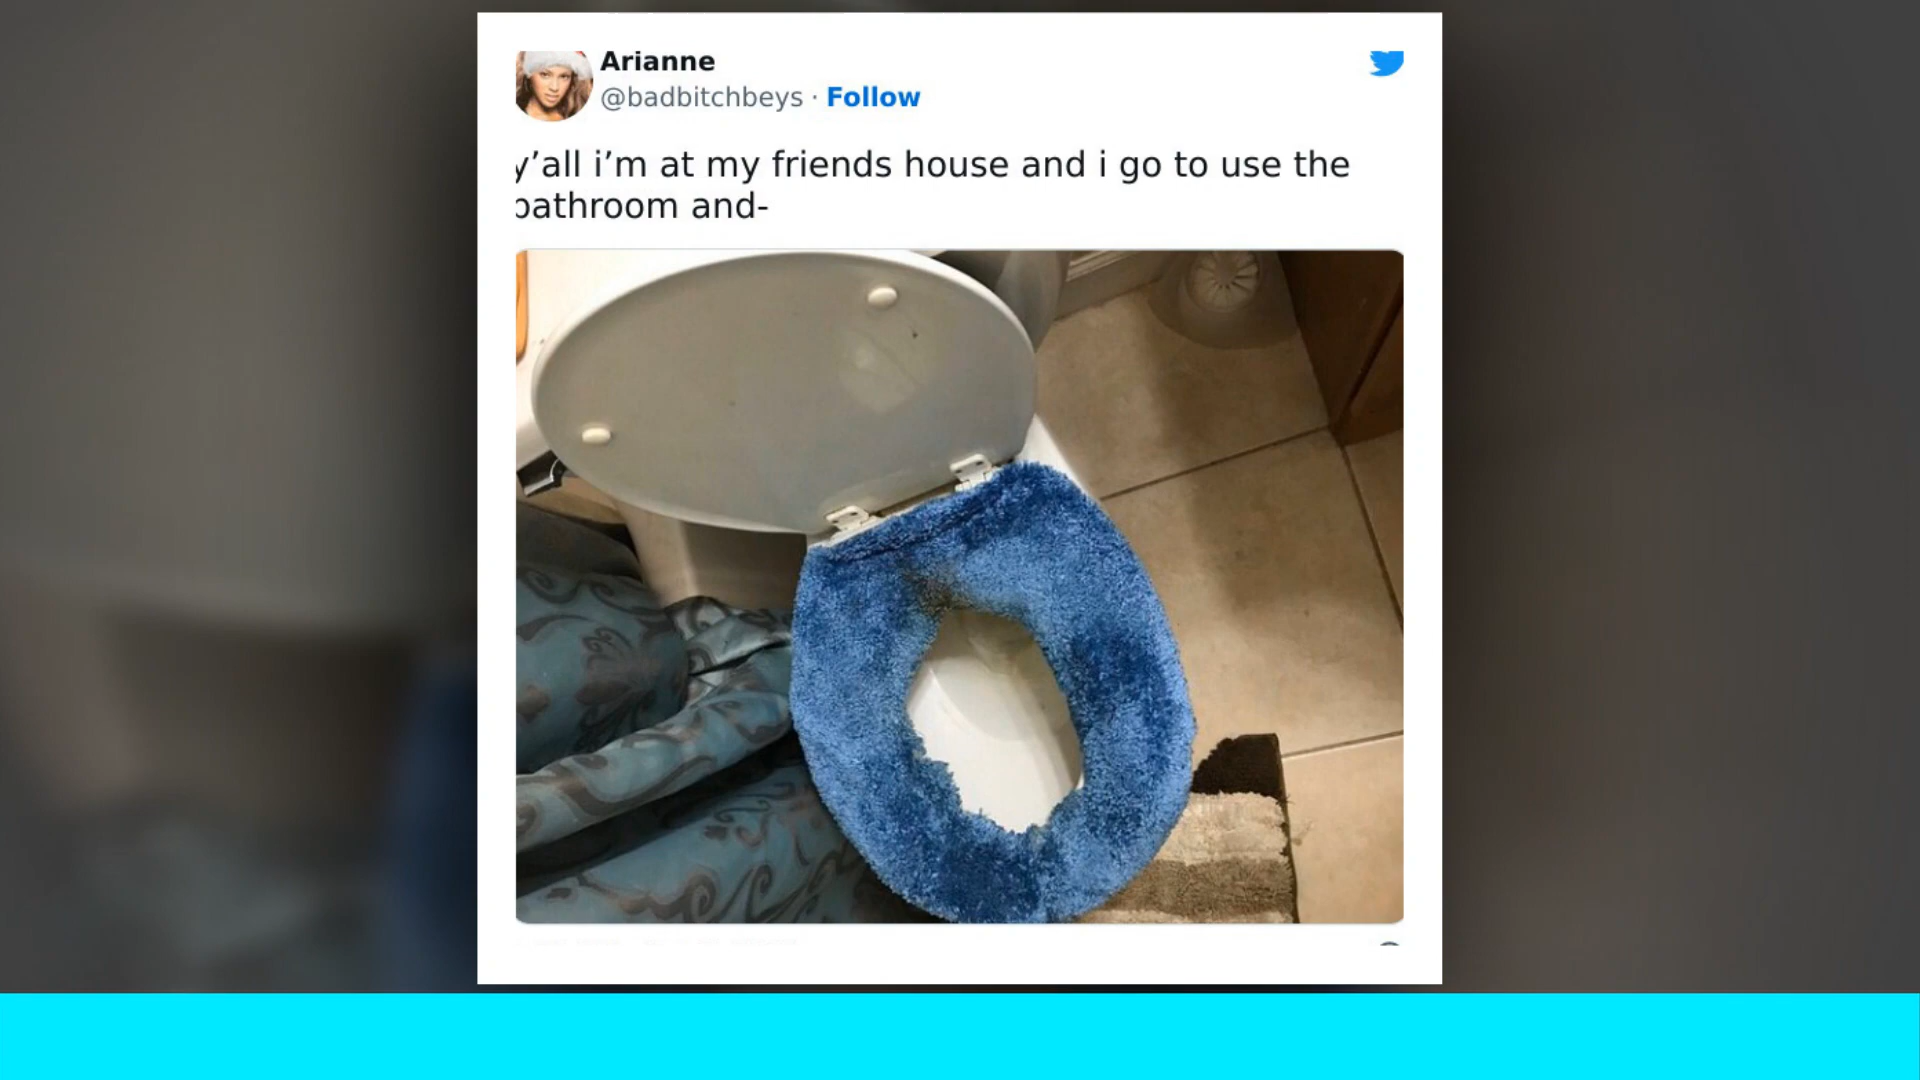 Arianne
@badbitchbeys · Follow
y’all i’m at my friends house and i go to use the
bathroom and-